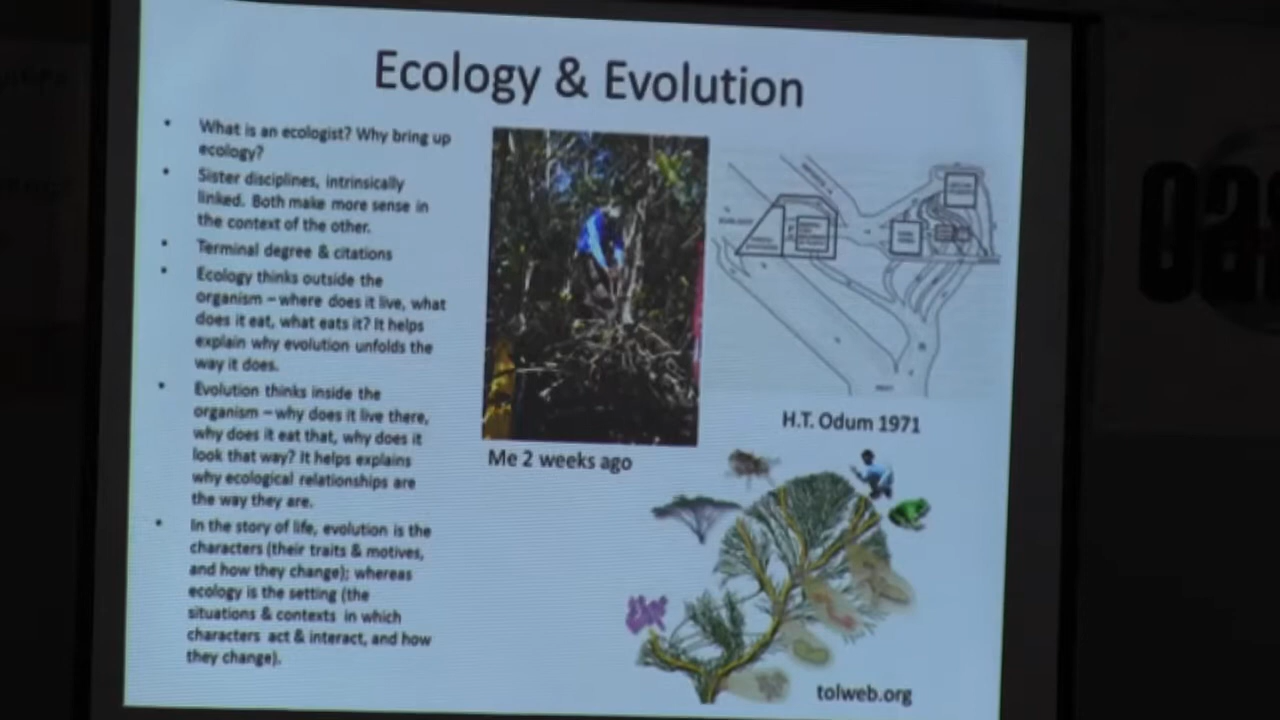 Ecology & Evolution
• What is an ecologist? Why bring up
ecology?
• Sister disciplines, intrinsically
linked. Both make more sense in
the context of the other.
• Terminal degree & citations
• Ecology thinks outside the
organism – where does it live, what
does it eat, what eats it? It helps
explain why evolution unfolds the
way it does.
• Evolution thinks inside the
organism – why does it live there,
why does it eat that, why does it
look that way? It helps explains
why ecological relationships are
the way they are.
• In the story of life, evolution is the
characters (their traits & motives,
and how they change); whereas
ecology is the setting (the
situations & contexts in which
characters act & interact, and how
they change).
Me 2 weeks ago
H.T. Odum 1971
tolweb.org
oas